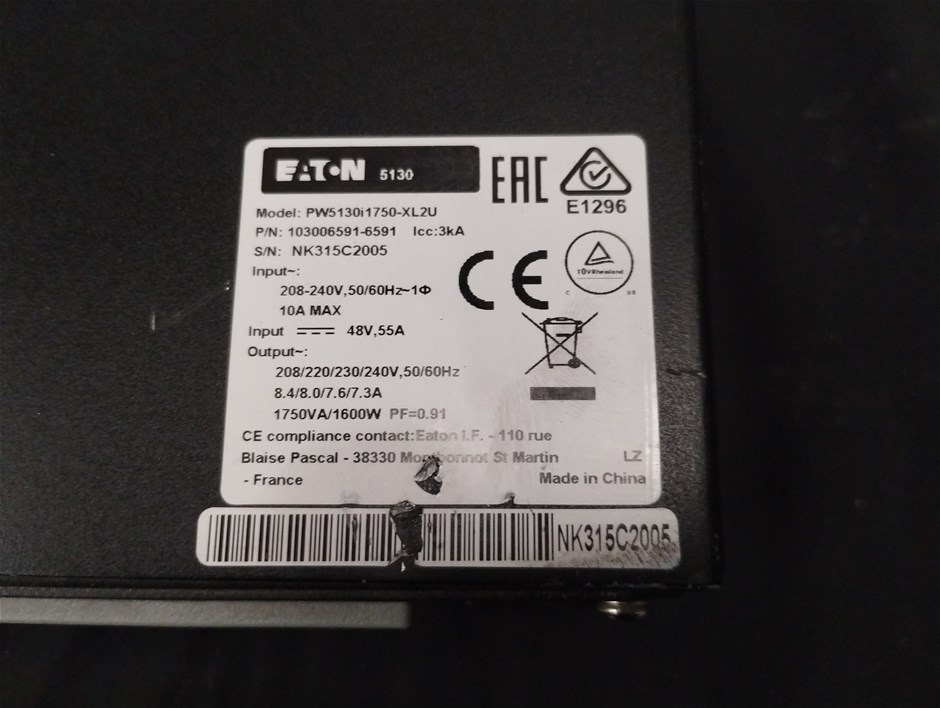 EATON 5130
EAC
E1296
Model: PW5130i1750-XL2U
P/N: 103006591-6591 Icc:3kA
S/N: NK315C2005
CE
TÜVRheinland
C US
Input~:
208-240V,50/60Hz~1Φ
10A MAX
Input ⎓ 48V,55A
Output~:
208/220/230/240V,50/60Hz
8.4/8.0/7.6/7.3A
1750VA/1600W PF=0.91
CE compliance contact:Eaton I.F. - 110 rue
Blaise Pascal - 38330 Montbonnot St Martin LZ
- France Made in China
NK315C2005